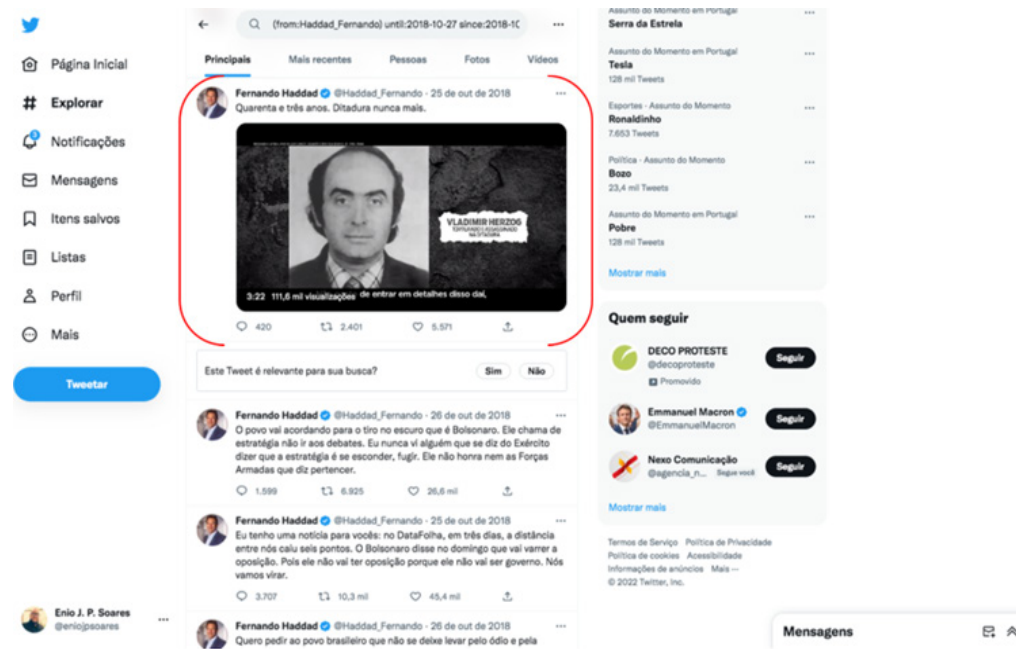 Página Inicial
Explorar
3
Notificações
Mensagens
Itens salvos
Listas
Perfil
Mais
Tweetar
Enio J. P. Soares
@eniojpsoares
(from:Haddad_Fernando) until:2018-10-27 since:2018-10
Principais Mais recentes Pessoas Fotos Vídeos
Fernando Haddad @Haddad_Fernando · 25 de out de 2018
Quarenta e três anos. Ditadura nunca mais.
VLADIMIR HERZOG
TORTURADO E ASSASSINADO
NA DITADURA
3:22 111,6 mil visualizações de entrar em detalhes disso daí,
420 2.401 5.571
Este Tweet é relevante para sua busca? Sim Não
Fernando Haddad @Haddad_Fernando · 26 de out de 2018
O povo vai acordando para o tiro no escuro que é Bolsonaro. Ele chama de
estratégia não ir aos debates. Eu nunca vi alguém que se diz do Exército
dizer que a estratégia é se esconder, fugir. Ele não honra nem as Forças
Armadas que diz pertencer.
1.599 6.925 26,6 mil
Fernando Haddad @Haddad_Fernando · 25 de out de 2018
Eu tenho uma notícia para vocês: no DataFolha, em três dias, a distância
entre nós caiu seis pontos. O Bolsonaro disse no domingo que vai varrer a
oposição. Pois ele não vai ter oposição porque ele não vai ser governo. Nós
vamos virar.
3.707 10,3 mil 45,4 mil
Fernando Haddad @Haddad_Fernando · 26 de out de 2018
Quero pedir ao povo brasileiro que não se deixe levar pelo ódio e pela
Assunto do Momento em Portugal
Serra da Estrela
Assunto do Momento em Portugal
Tesla
128 mil Tweets
Esportes · Assunto do Momento
Ronaldinho
7.653 Tweets
Política · Assunto do Momento
Bozo
23,4 mil Tweets
Assunto do Momento em Portugal
Pobre
128 mil Tweets
Mostrar mais
Quem seguir
DECO PROTESTE
@decoproteste
Promovido
Seguir
Emmanuel Macron
@EmmanuelMacron
Seguir
Nexo Comunicação
@agencia_n... Segue você
Seguir
Mostrar mais
Termos de Serviço Política de Privacidade
Política de cookies Acessibilidade
Informações de anúncios Mais ···
© 2022 Twitter, Inc.
Mensagens